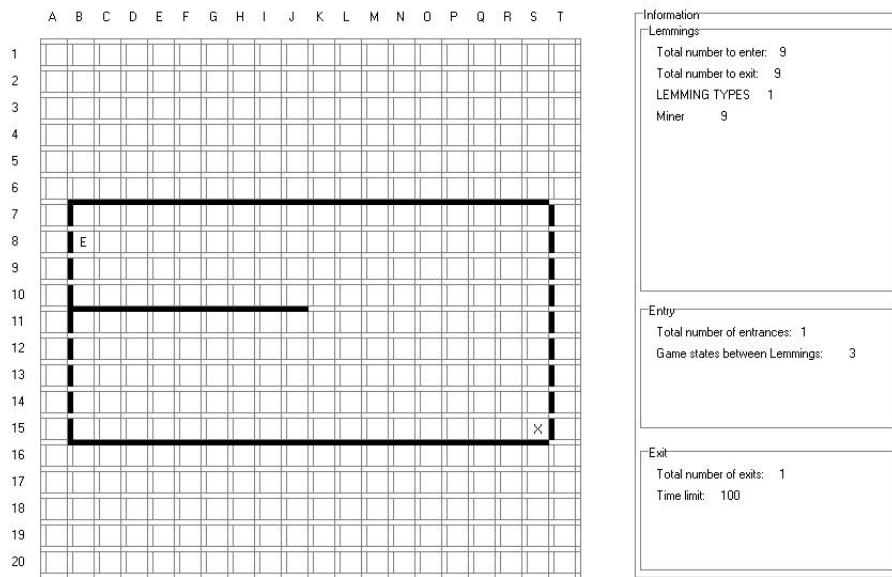 A B C D E F G H I J K L M N O P Q R S T
1
2
3
4
5
6
7
8 E
9
10
11
12
13
14
15 X
16
17
18
19
20
Information
Lemmings
Total number to enter: 9
Total number to exit: 9
LEMMING TYPES 1
Miner 9
Entry
Total number of entrances: 1
Game states between Lemmings: 3
Exit
Total number of exits: 1
Time limit: 100